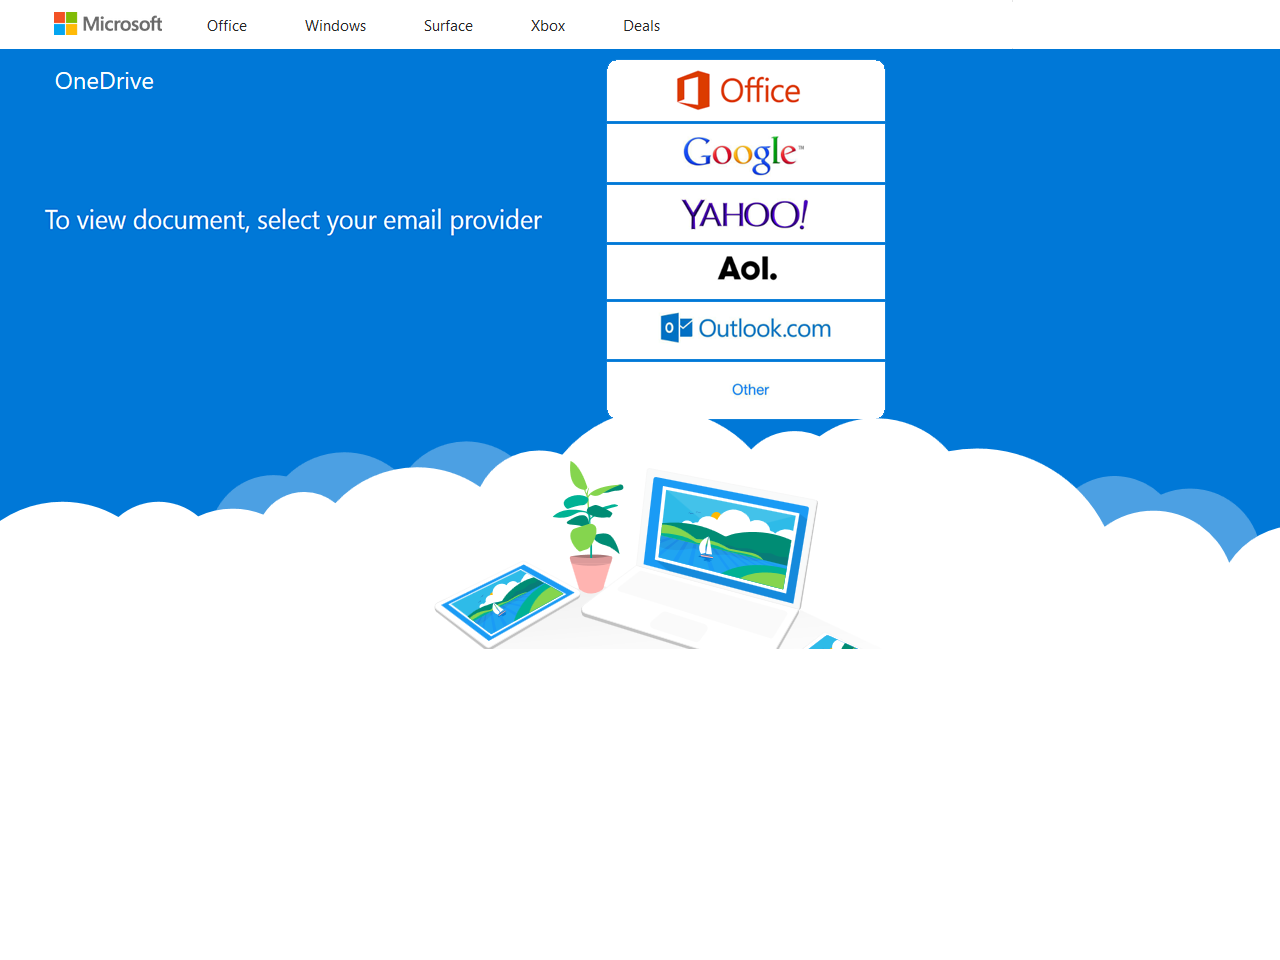 Microsoft Office Windows Surface Xbox Deals
OneDrive
To view document, select your email provider
Office
Google™
YAHOO!
Aol.
Outlook.com
Other